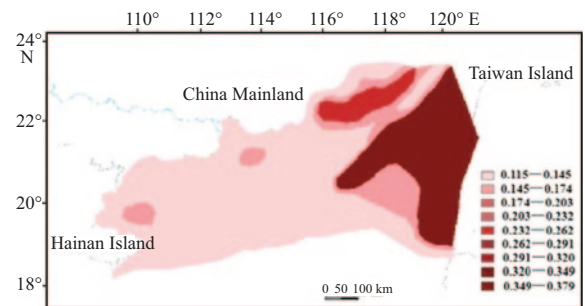 110° 114° 116° 118° 120° E
24°
N
22°
20°
18°
Taiwan Island
China Mainland
Hainan Island
0.115—0.145
0.145—0.174
0.174—0.203
0.203—0.232
0.232—0.262
0.262—0.291
0.291—0.320
0.320—0.349
0.349—0.379
0 50 100 km